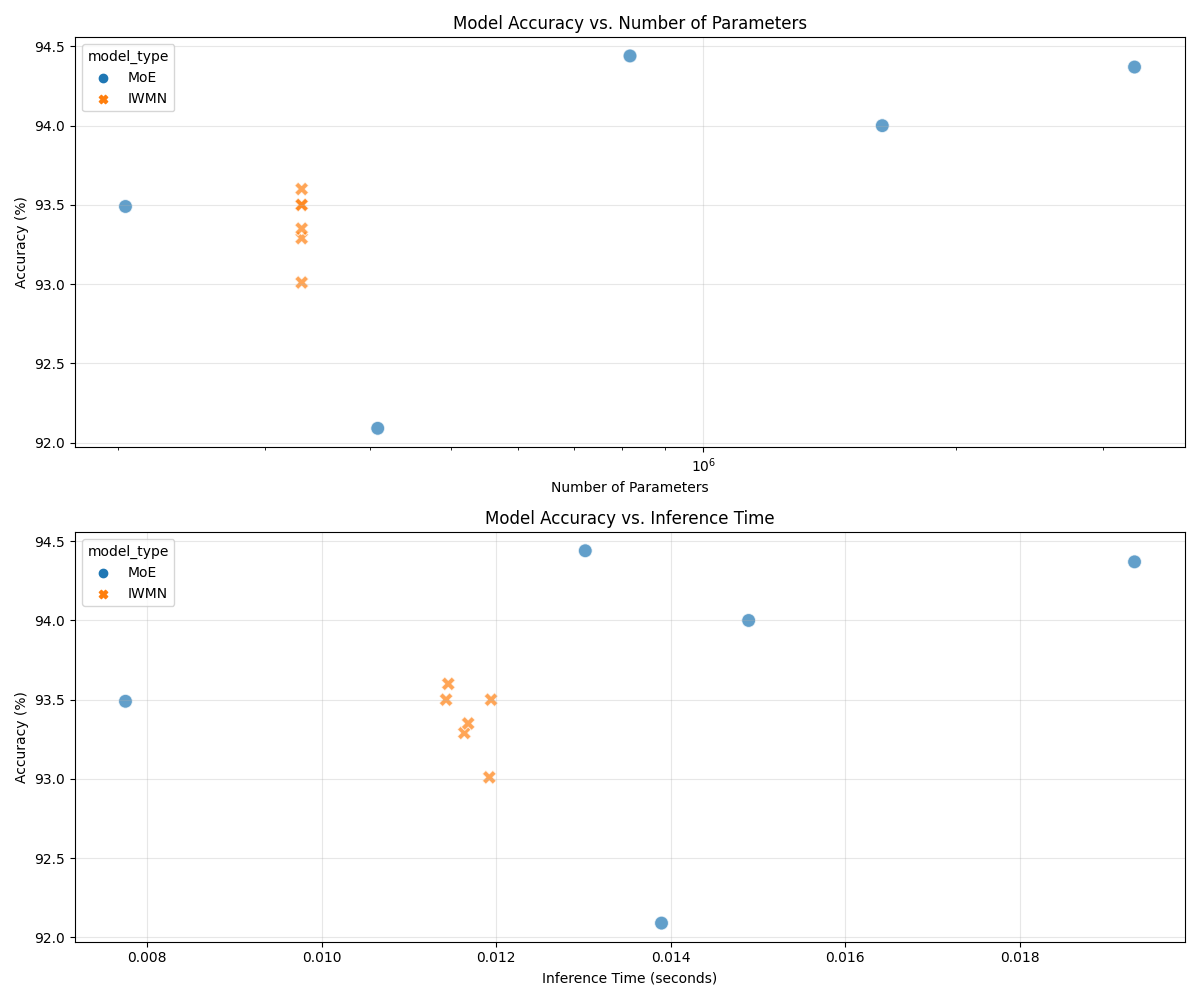 Model Accuracy vs. Number of Parameters
94.5
94.0
93.5
93.0
92.5
92.0
Accuracy (%)
model_type
MoE
IWMN
10⁶
Number of Parameters
Model Accuracy vs. Inference Time
94.5
94.0
93.5
93.0
92.5
92.0
Accuracy (%)
model_type
MoE
IWMN
0.008 0.010 0.012 0.014 0.016 0.018
Inference Time (seconds)